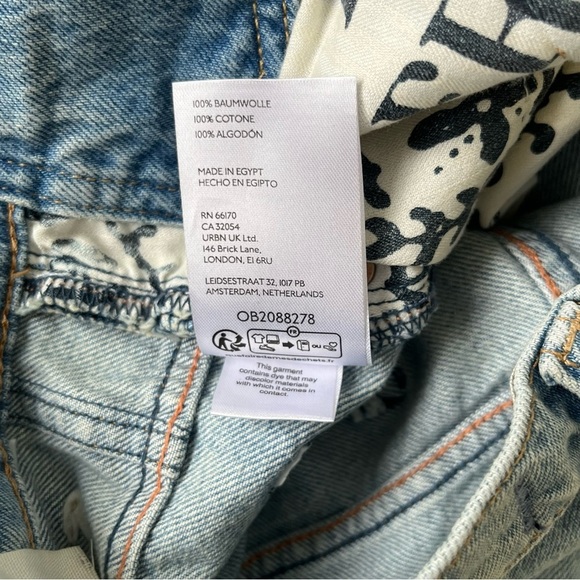 100% BAUMWOLLE
100% COTONE
100% ALGODÓN
MADE IN EGYPT
HECHO EN EGIPTO
RN 66170
CA 32054
URBN UK Ltd.
146 Brick Lane,
LONDON, E1 6RU
LEIDSESTRAAT 32, 1017 PB
AMSTERDAM, NETHERLANDS
OB2088278
FR
OU
This garment
contains dye that may
discolor materials
with which it comes in
contact.